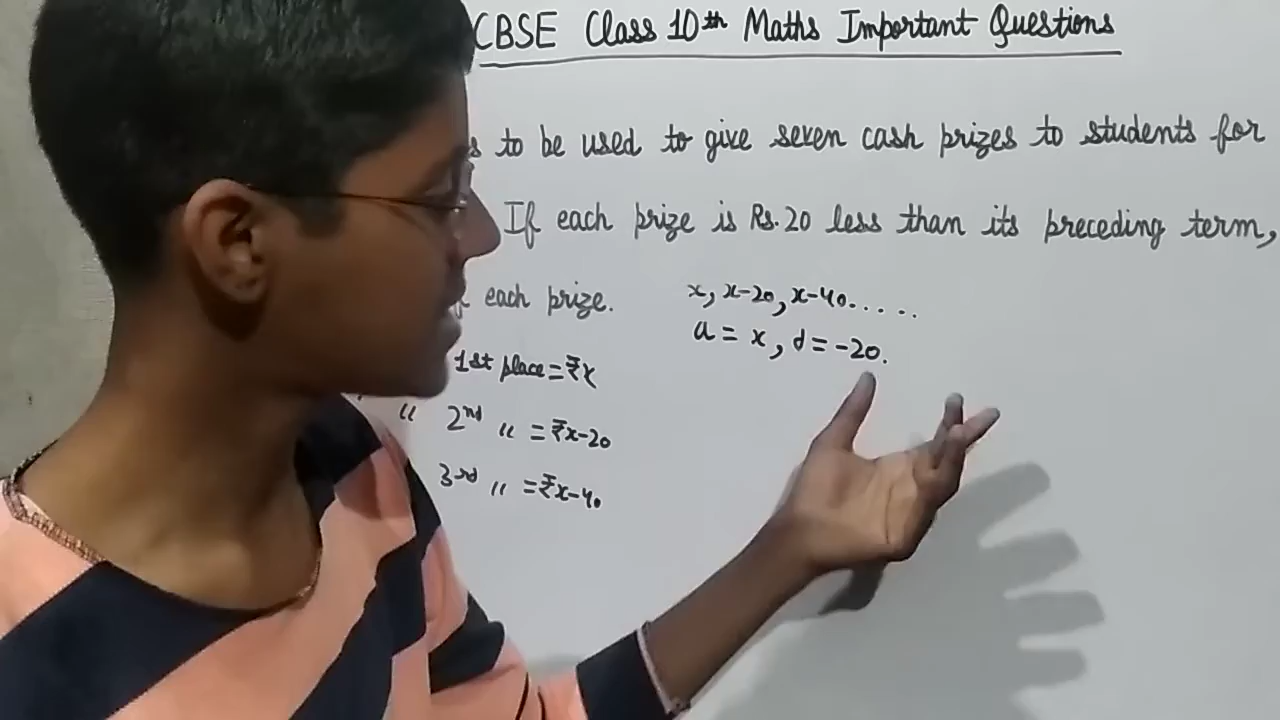 CBSE Class 10th Maths Important Questions
to be used to give seven cash prizes to students for
If each prize is Rs. 20 less than its preceding term,
each prize.
x, x-20, x-40.....
a = x, d = -20.
1st place = ₹x
" 2nd " = ₹x-20
3rd " = ₹x-40